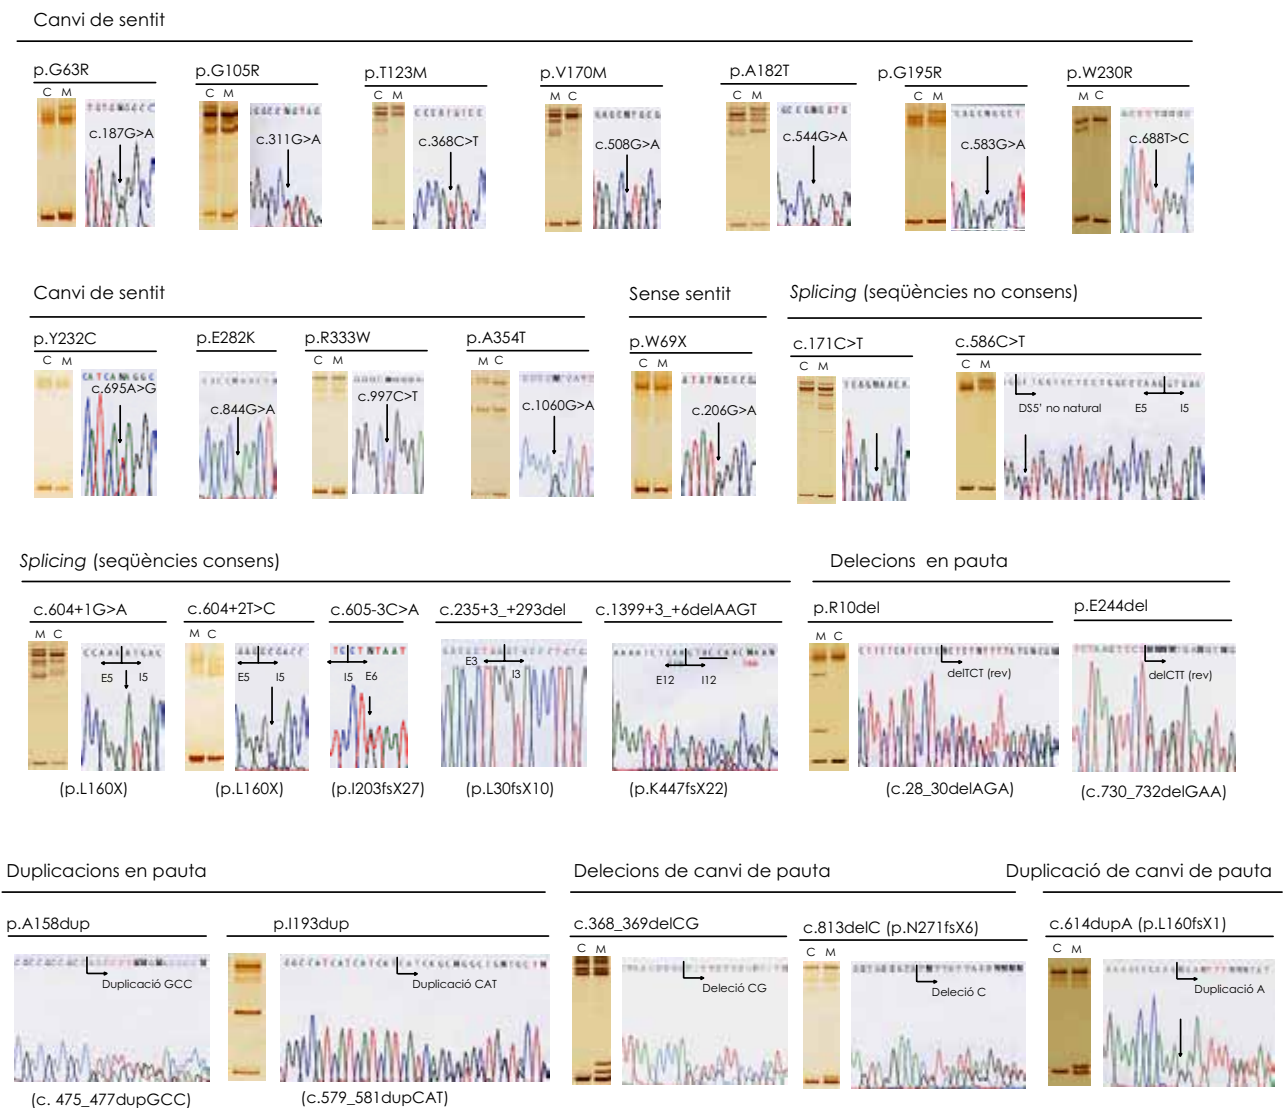 Canvi de sentit
p.G63R
p.G105R
p.T123M
p.V170M
p.A182T
p.G195R
p.W230R
C M
C M
C M
M C
C M
C M
M C
c.187G>A
c.311G>A
c.368C>T
c.508G>A
c.544G>A
c.583G>A
c.688T>C
Canvi de sentit
Sense sentit
Splicing (seqüències no consens)
p.Y232C
p.E282K
p.R333W
p.A354T
p.W69X
c.171C>T
c.586C>T
C M
C M
M C
C M
C M
C M
c.695A>G
c.844G>A
c.997C>T
c.1060G>A
c.206G>A
DS5' no natural
E5
I5
Splicing (seqüències consens)
Delecions en pauta
c.604+1G>A
c.604+2T>C
c.605-3C>A
c.235+3_+293del
c.1399+3_+6delAAGT
p.R10del
p.E244del
M C
M C
M C
E5
I5
E5
I5
I5
E6
E3
I3
E12
I12
delTCT (rev)
delCTT (rev)
(p.L160X)
(p.L160X)
(p.I203fsX27)
(p.L30fsX10)
(p.K447fsX22)
(c.28_30delAGA)
(c.730_732delGAA)
Duplicacions en pauta
Delecions de canvi de pauta
Duplicació de canvi de pauta
p.A158dup
p.I193dup
c.368_369delCG
c.813delC (p.N271fsX6)
c.614dupA (p.L160fsX1)
C M
C M
C M
Duplicació GCC
Duplicació CAT
Deleció CG
Deleció C
Duplicació A
(c. 475_477dupGCC)
(c.579_581dupCAT)